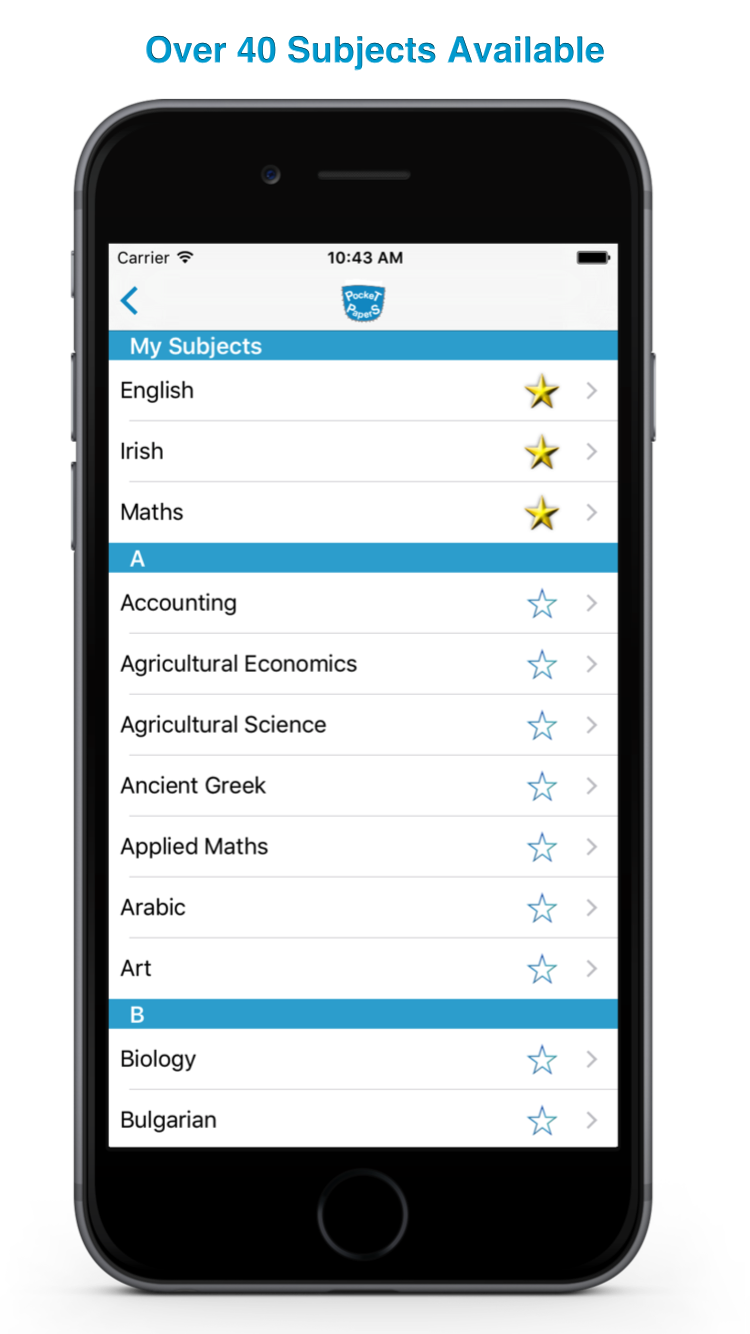 Over 40 Subjects Available
Carrier 10:43 AM
PockeT
PaperS
My Subjects
English
Irish
Maths
A
Accounting
Agricultural Economics
Agricultural Science
Ancient Greek
Applied Maths
Arabic
Art
B
Biology
Bulgarian